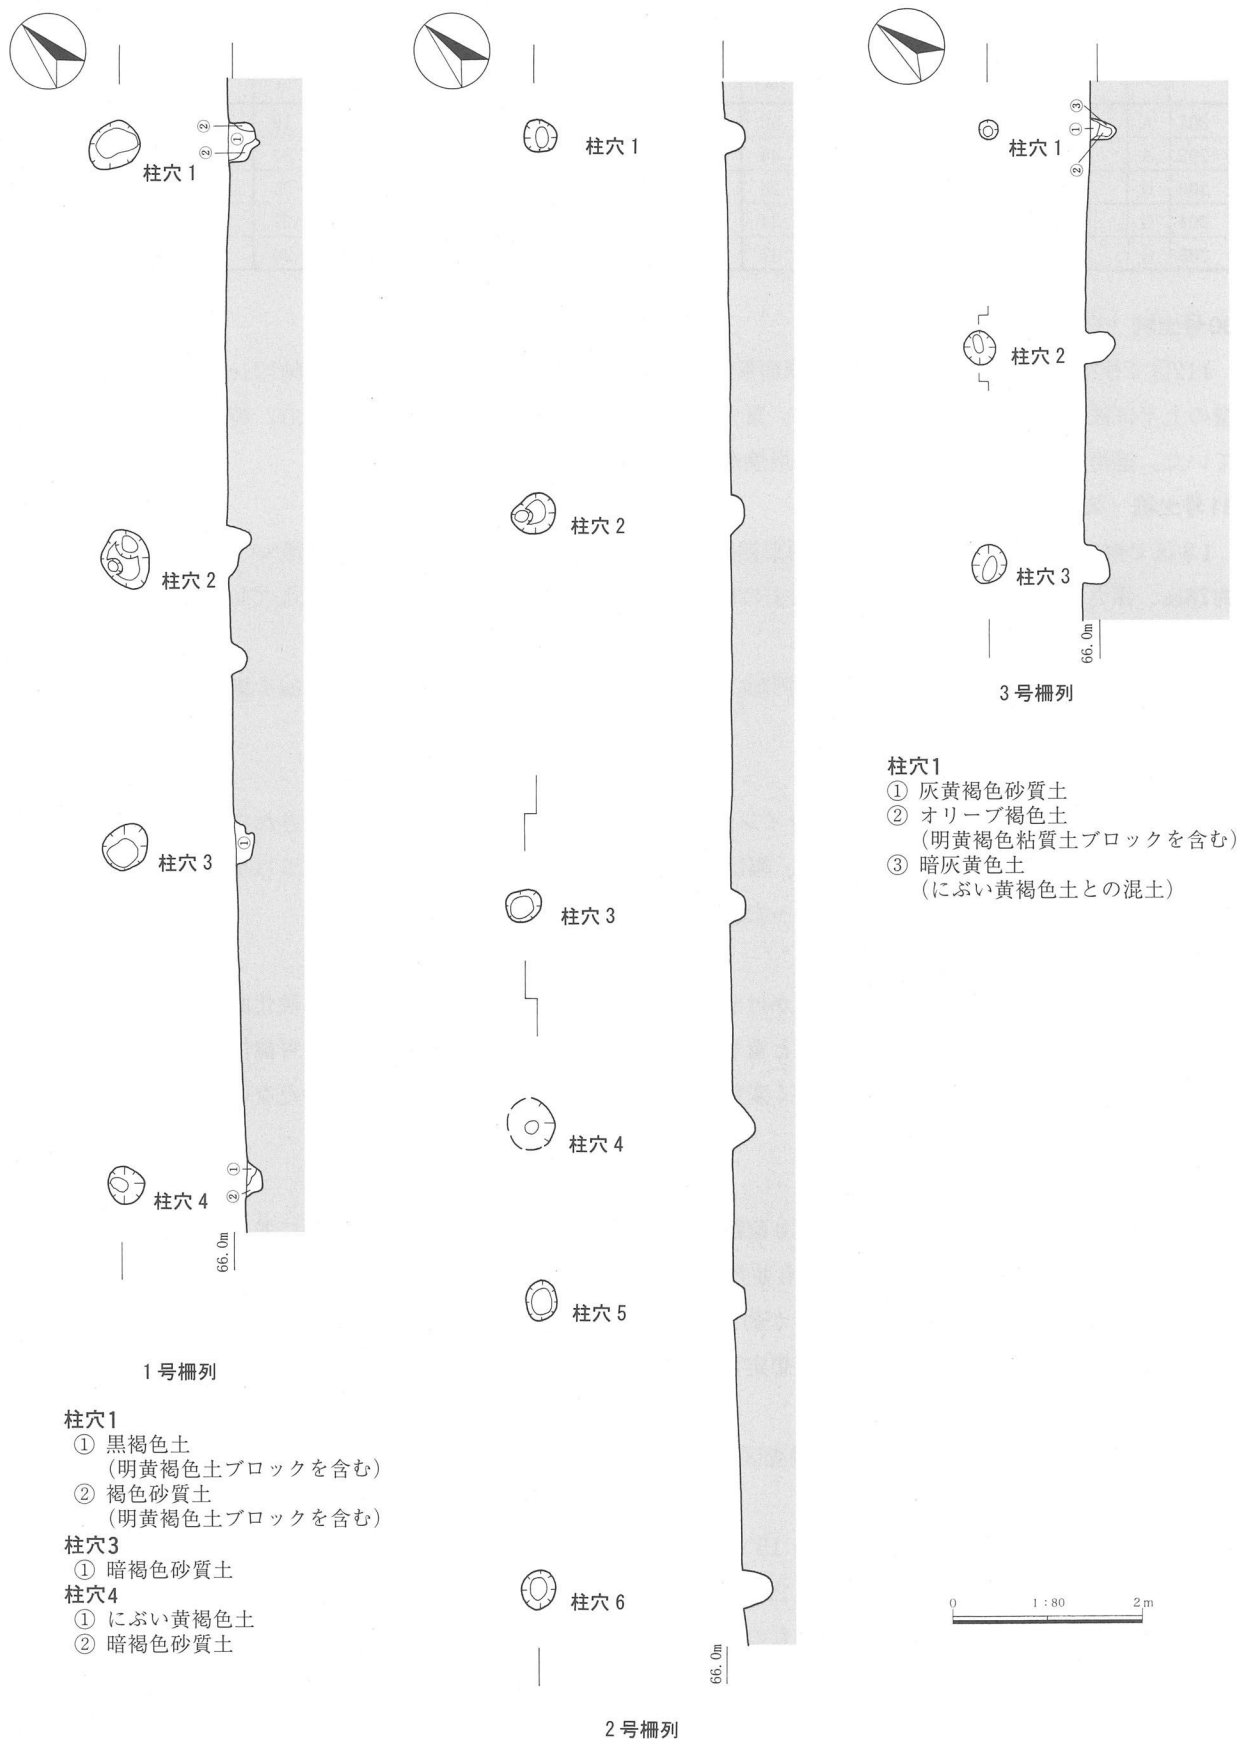 柱穴1
②
①
②
柱穴2
柱穴3
①
柱穴4
①
②
66.0m
1号柵列
柱穴1
① 黒褐色土
(明黄褐色土ブロックを含む)
② 褐色砂質土
(明黄褐色土ブロックを含む)
柱穴3
① 暗褐色砂質土
柱穴4
① にぶい黄褐色土
② 暗褐色砂質土
柱穴1
柱穴2
柱穴3
柱穴4
柱穴5
柱穴6
66.0m
2号柵列
柱穴1
③
①
②
柱穴2
柱穴3
66.0m
3号柵列
柱穴1
① 灰黄褐色砂質土
② オリーブ褐色土
(明黄褐色粘質土ブロックを含む)
③ 暗灰黄色土
(にぶい黄褐色土との混土)
0 1:80 2m